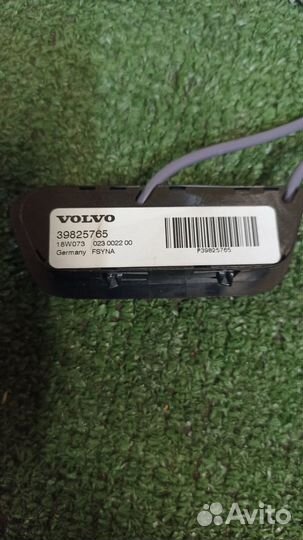 VOLVO
39825765
18W073 023 0022 00
Germany FSYNA
P39825765
Avito